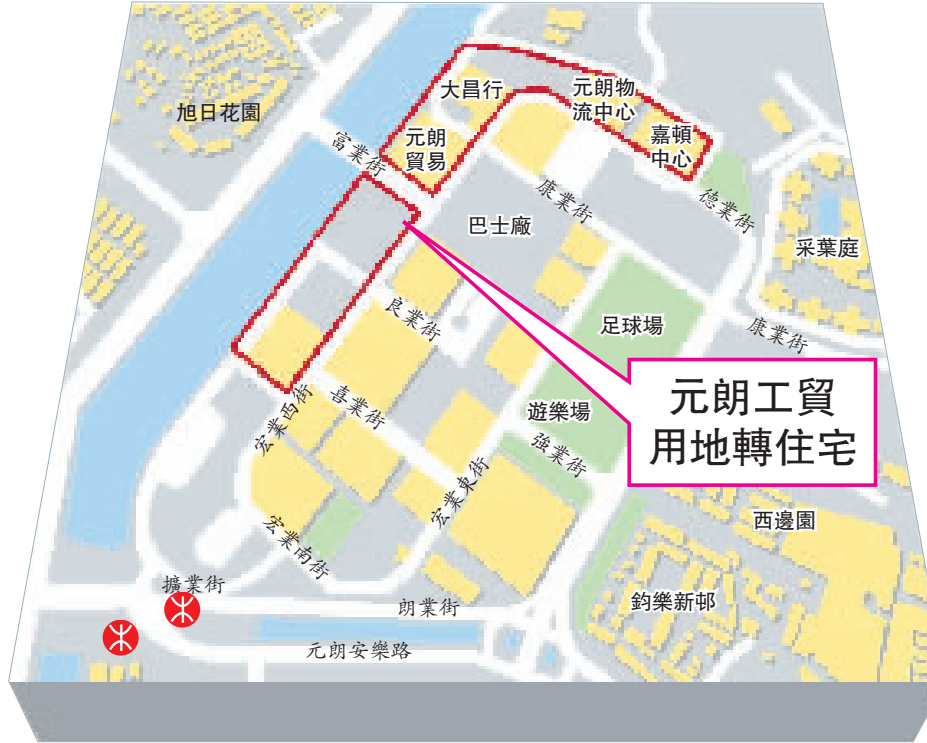 大昌行
元朗物
流中心
旭日花園
元朗
貿易
嘉頓
中心
富業街
康業街
德業街
巴士廠
采葉庭
良業街
足球場
康業街
元朗工貿
用地轉住宅
喜業街
宏業西街
遊樂場
強業街
宏業東街
西邊園
宏業南街
擴業街
朗業街
鈞樂新邨
元朗安樂路